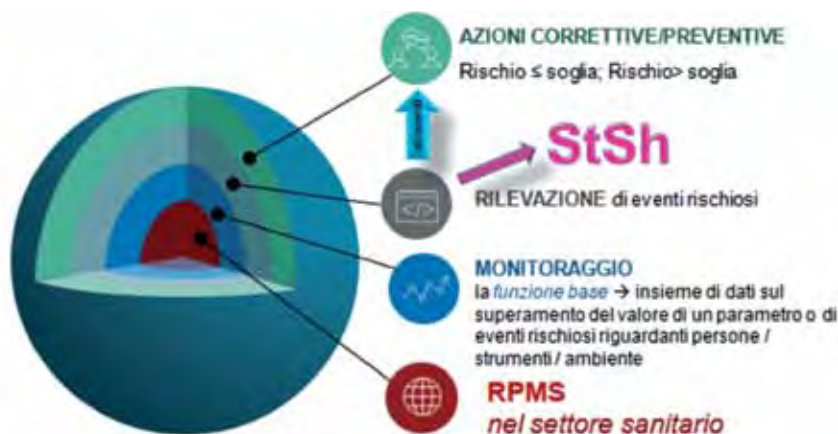 AZIONI CORRETTIVE/PREVENTIVE
Rischio ≤ soglia; Rischio> soglia
StSh
RILEVAZIONE di eventi rischiosi
MONITORAGGIO
la funzione base → insieme di dati sul
superamento del valore di un parametro o di
eventi rischiosi riguardanti persone /
strumenti / ambiente
RPMS
nel settore sanitario